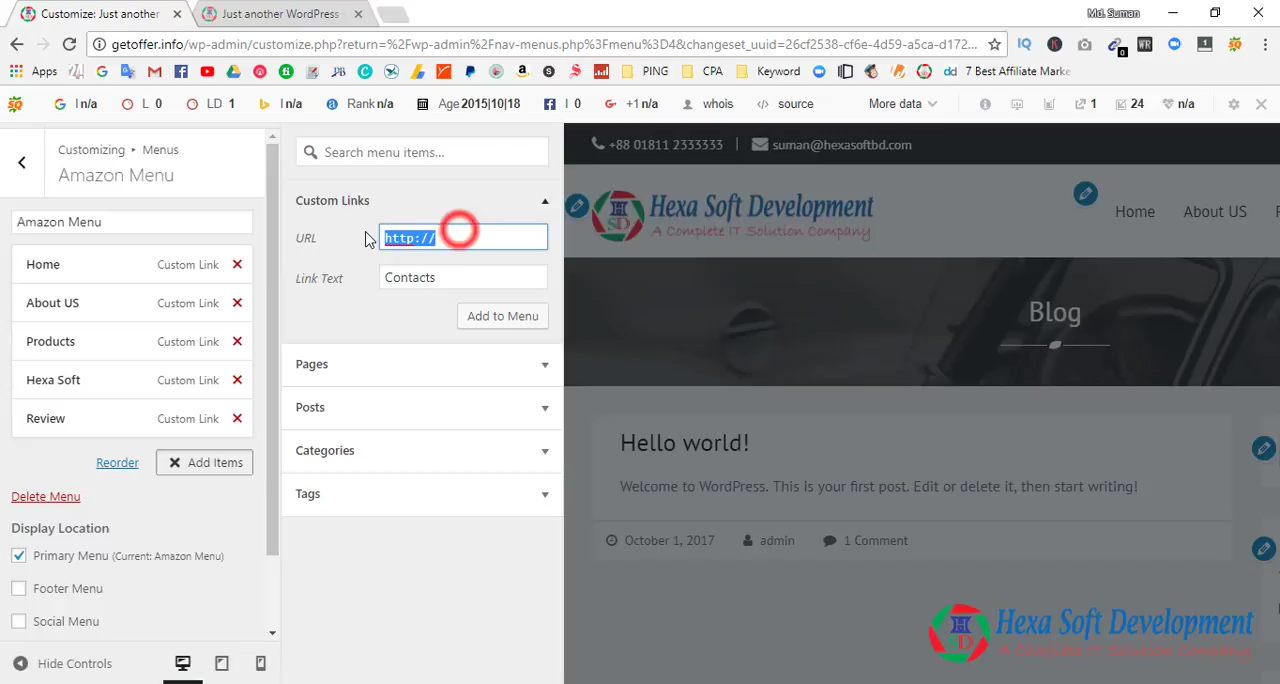 Customize: Just another
Just another WordPress s
Md. Suman
getoffer.info/wp-admin/customize.php?return=%2Fwp-admin%2Fnav-menus.php%3Fmenu%3D4&changeset_uuid=26cf2538-cf6e-4d59-a5ca-d172...
Apps PING CPA Keyword 7 Best Affiliate Marke
I n/a L 0 LD 1 I n/a Rank n/a Age 2015|10|18 I 0 +1 n/a whois source More data 1 24 n/a
Customizing ▸ Menus
Amazon Menu
Amazon Menu
Home Custom Link
About US Custom Link
Products Custom Link
Hexa Soft Custom Link
Review Custom Link
Reorder Add Items
Delete Menu
Display Location
Primary Menu (Current: Amazon Menu)
Footer Menu
Social Menu
Hide Controls
Search menu items...
Custom Links
URL http://
Link Text Contacts
Add to Menu
Pages
Posts
Categories
Tags
+88 01811 2333333 | suman@hexasoftbd.com
Hexa Soft Development
A Complete IT Solution Company
Home About US P
Blog
Hello world!
Welcome to WordPress. This is your first post. Edit or delete it, then start writing!
October 1, 2017 admin 1 Comment
Hexa Soft Development
A Complete IT Solution Company